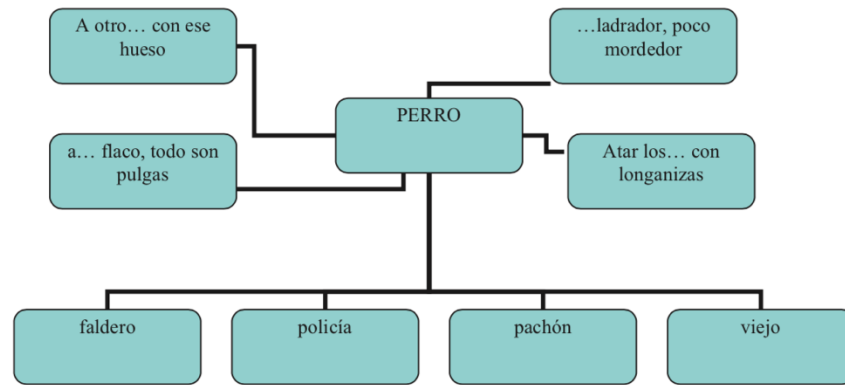 A otro… con ese
hueso
…ladrador, poco
mordedor
PERRO
a… flaco, todo son
pulgas
Atar los… con
longanizas
faldero
policía
pachón
viejo